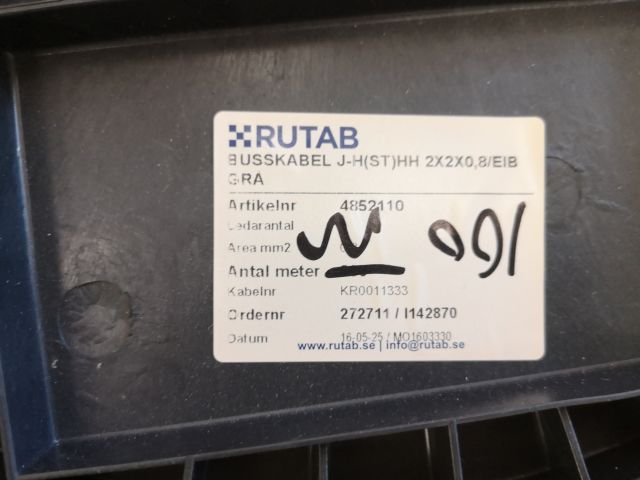 RUTAB
BUSSKABEL J-H(ST)HH 2X2X0,8/EIB
GRÅ
Artikelnr 4852110
Ledarantal
Area mm2
Antal meter
Kabelnr KR0011333
Ordernr 272711 / I142870
Datum 16-05-25 / MO1603330
www.rutab.se | info@rutab.se